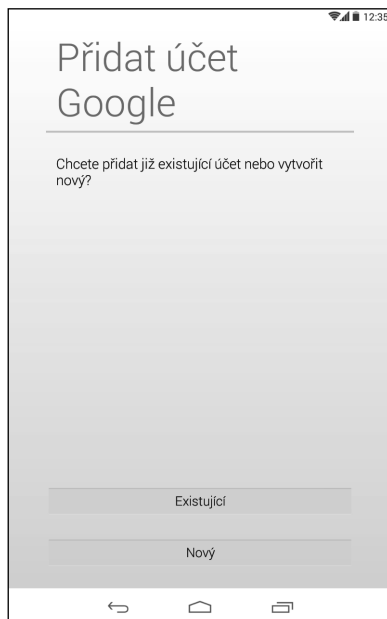 12:35
Přidat účet
Google
Chcete přidat již existující účet nebo vytvořit
nový?
Existující
Nový